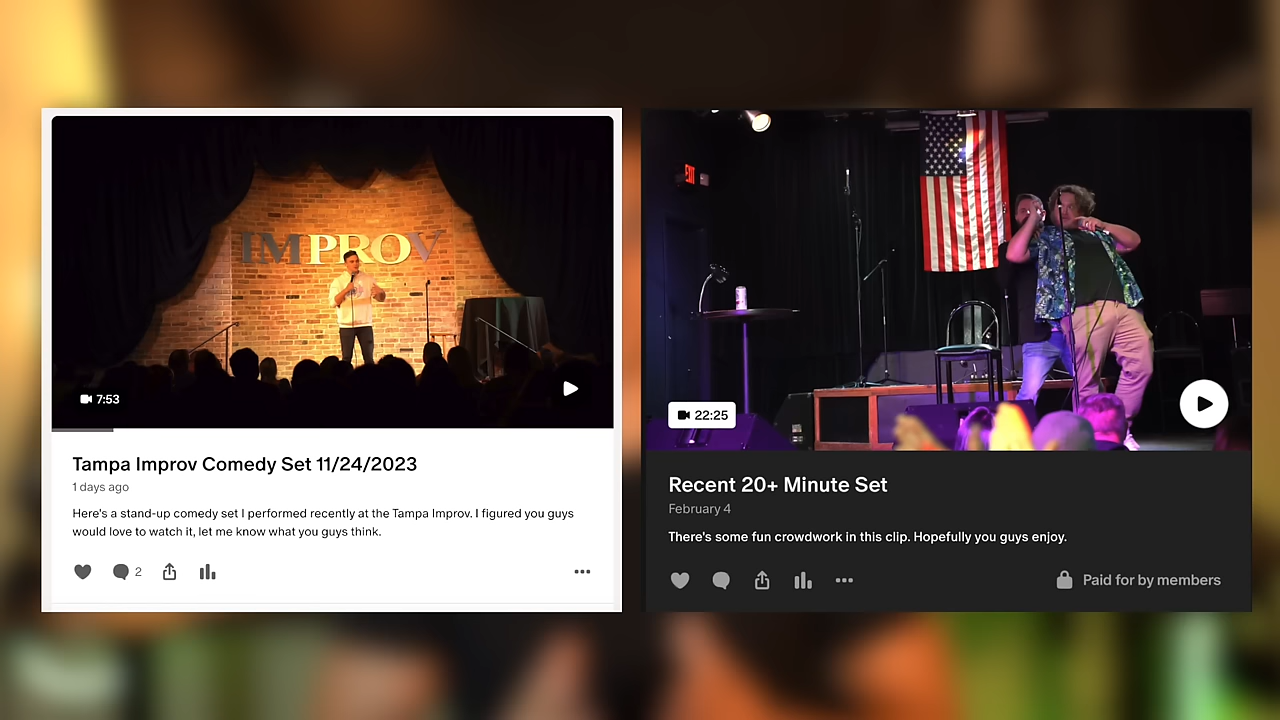 IMPROV
7:53
Tampa Improv Comedy Set 11/24/2023
1 days ago
Here's a stand-up comedy set I performed recently at the Tampa Improv. I figured you guys
would love to watch it, let me know what you guys think.
2
EXIT
22:25
Recent 20+ Minute Set
February 4
There's some fun crowdwork in this clip. Hopefully you guys enjoy.
Paid for by members